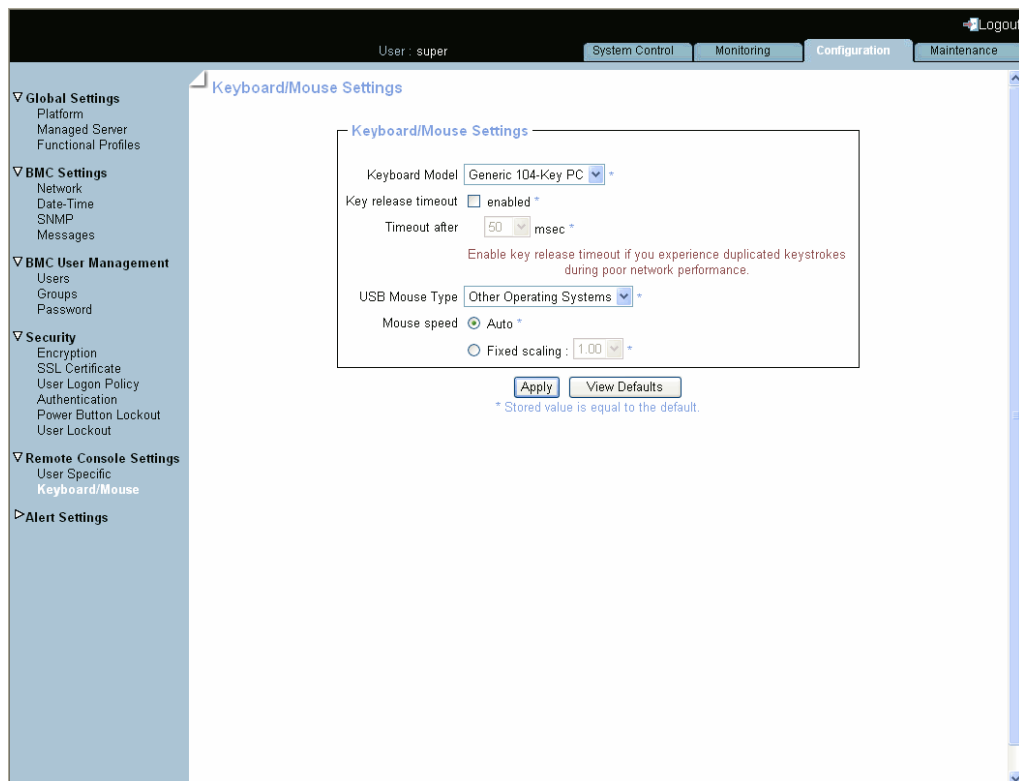 Logout
User : super
System Control
Monitoring
Configuration
Maintenance
Global Settings
Platform
Managed Server
Functional Profiles
BMC Settings
Network
Date-Time
SNMP
Messages
BMC User Management
Users
Groups
Password
Security
Encryption
SSL Certificate
User Logon Policy
Authentication
Power Button Lockout
User Lockout
Remote Console Settings
User Specific
Keyboard/Mouse
Alert Settings
Keyboard/Mouse Settings
Keyboard/Mouse Settings
Keyboard Model Generic 104-Key PC *
Key release timeout enabled *
Timeout after 50 msec *
Enable key release timeout if you experience duplicated keystrokes
during poor network performance.
USB Mouse Type Other Operating Systems *
Mouse speed Auto *
Fixed scaling : 1.00 *
Apply View Defaults
* Stored value is equal to the default.